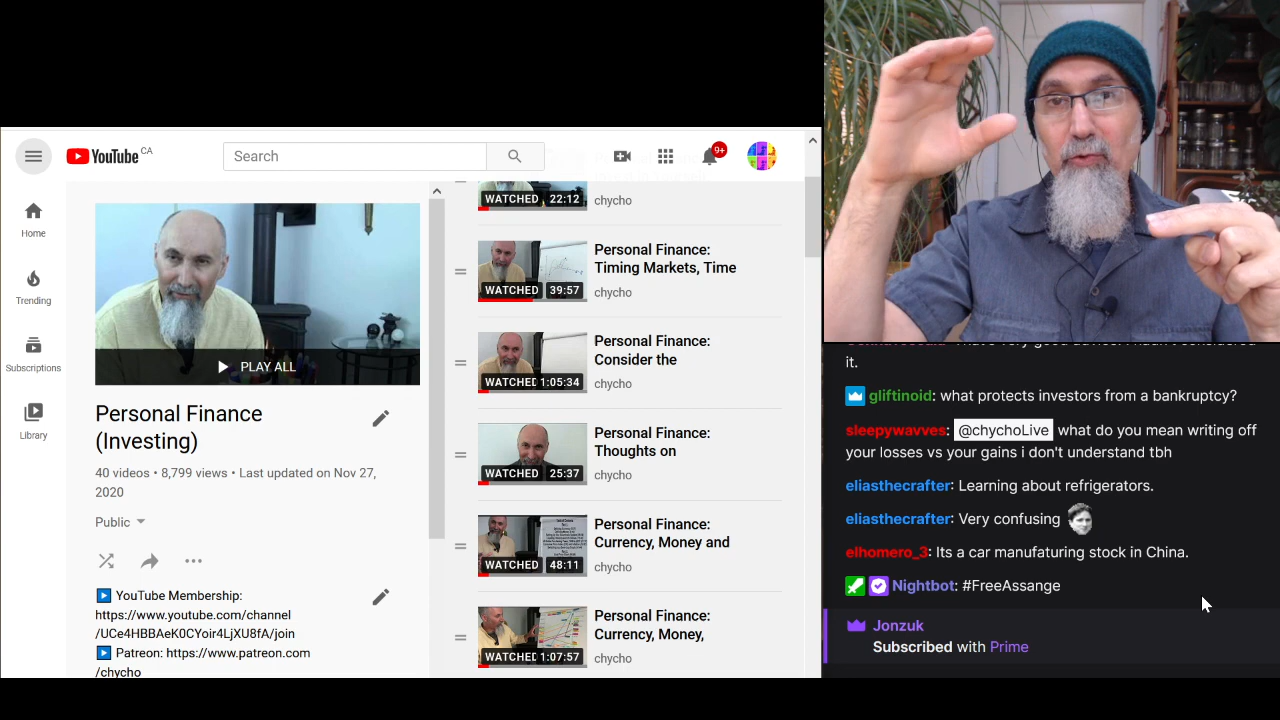 YouTube CA
Search
9+
Home
Trending
Subscriptions
Library
PLAY ALL
Personal Finance
(Investing)
40 videos • 8,799 views • Last updated on Nov 27,
2020
Public
YouTube Membership:
https://www.youtube.com/channel
/UCe4HBBAeK0CYoir4LjXU8fA/join
Patreon: https://www.patreon.com
/chycho
WATCHED 22:12
chycho
WATCHED 39:57
Personal Finance:
Timing Markets, Time
chycho
WATCHED 1:05:34
Personal Finance:
Consider the
chycho
WATCHED 25:37
Personal Finance:
Thoughts on
chycho
WATCHED 48:11
Personal Finance:
Currency, Money and
chycho
WATCHED 1:07:57
Personal Finance:
Currency, Money,
chycho
it.
gliftinoid: what protects investors from a bankruptcy?
sleepywavves: @chychoLive what do you mean writing off
your losses vs your gains i don't understand tbh
eliasthecrafter: Learning about refrigerators.
eliasthecrafter: Very confusing
elhomero_3: Its a car manufaturing stock in China.
Nightbot: #FreeAssange
Jonzuk
Subscribed with Prime